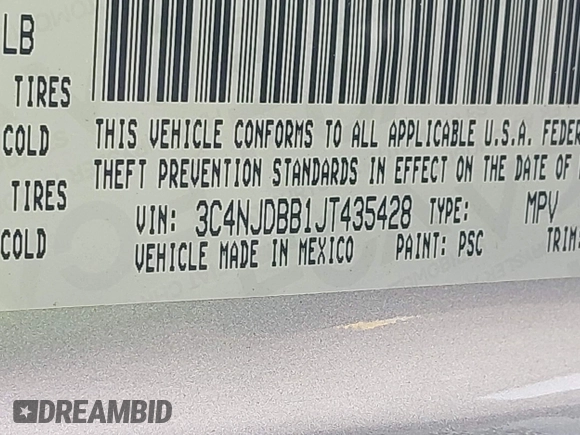 LB
TIRES
COLD
THIS VEHICLE CONFORMS TO ALL APPLICABLE U.S.A. FEDER
THEFT PREVENTION STANDARDS IN EFFECT ON THE DATE OF
TIRES
VIN: 3C4NJDBB1JT435428 TYPE: MPV
COLD
VEHICLE MADE IN MEXICO PAINT: PSC TRIM:
DREAMBID